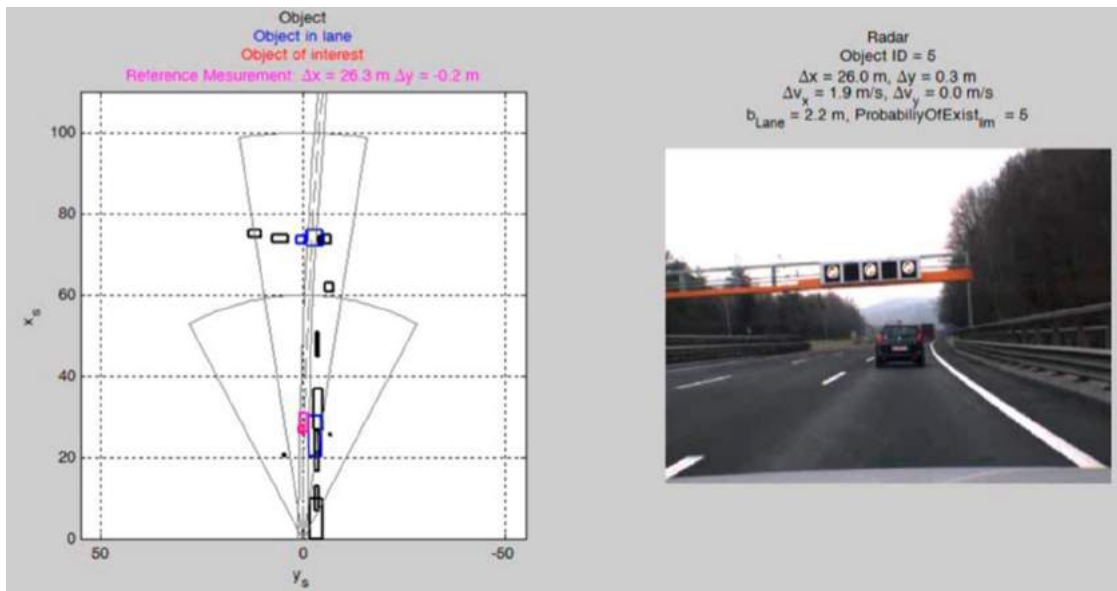 Object
Object in lane
Object of interest
Reference Mesurement: Δx = 26.3 m Δy = -0.2 m
100
80
60
40
20
0
x_s
50
0
-50
y_s
Radar
Object ID = 5
Δx = 26.0 m, Δy = 0.3 m
Δv_x = 1.9 m/s, Δv_y = 0.0 m/s
b_Lane = 2.2 m, ProbabiliyOfExist_Im = 5